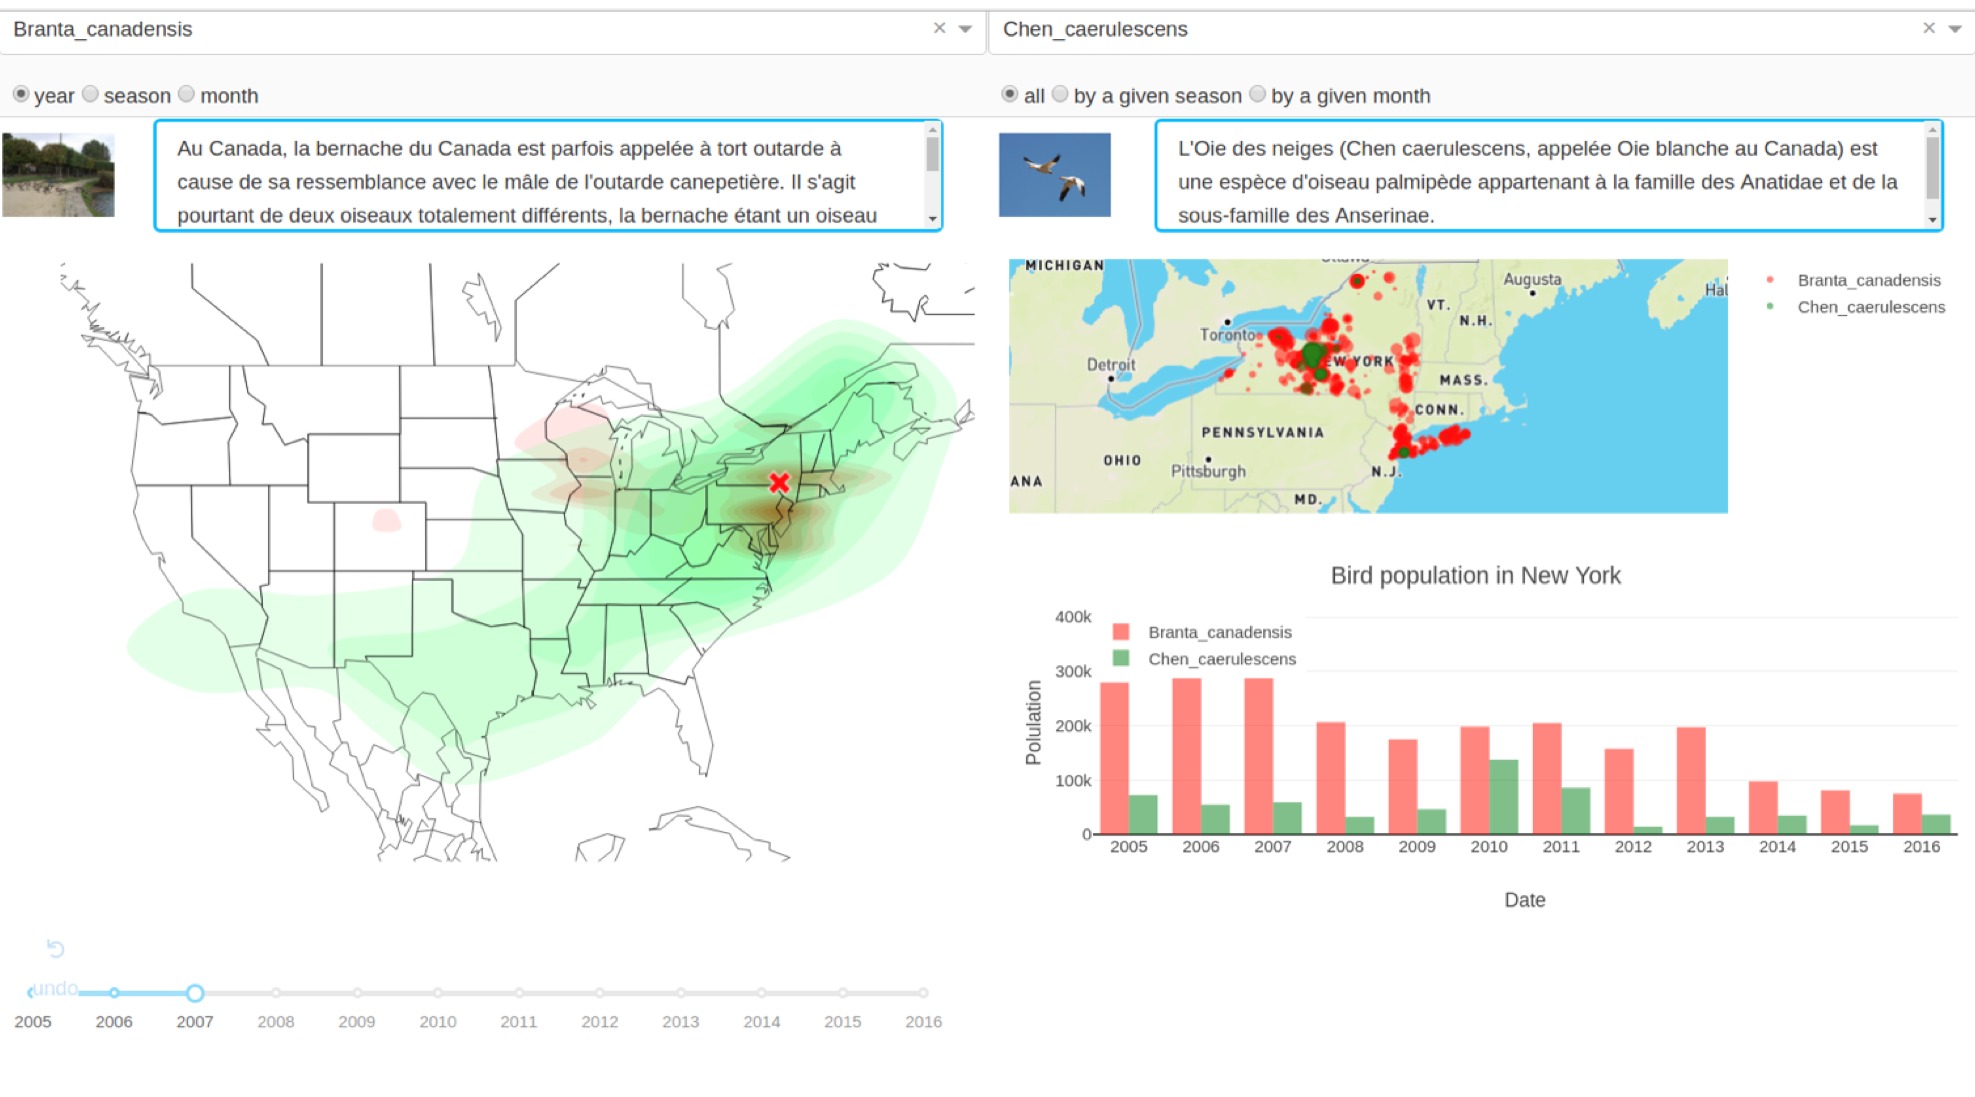 Branta_canadensis
Chen_caerulescens
year season month
all by a given season by a given month
Au Canada, la bernache du Canada est parfois appelée à tort outarde à
cause de sa ressemblance avec le mâle de l'outarde canepetière. Il s'agit
pourtant de deux oiseaux totalement différents, la bernache étant un oiseau
L'Oie des neiges (Chen caerulescens, appelée Oie blanche au Canada) est
une espèce d'oiseau palmipède appartenant à la famille des Anatidae et de la
sous-famille des Anserinae.
MICHIGAN
Ottawa
Augusta
Hal
VT.
N.H.
Toronto
EW YORK
Detroit
MASS.
CONN.
PENNSYLVANIA
OHIO
Pittsburgh
N.J.
ANA
MD.
Branta_canadensis
Chen_caerulescens
Bird population in New York
400k
300k
200k
100k
0
Polulation
Branta_canadensis
Chen_caerulescens
2005 2006 2007 2008 2009 2010 2011 2012 2013 2014 2015 2016
Date
undo
2005 2006 2007 2008 2009 2010 2011 2012 2013 2014 2015 2016